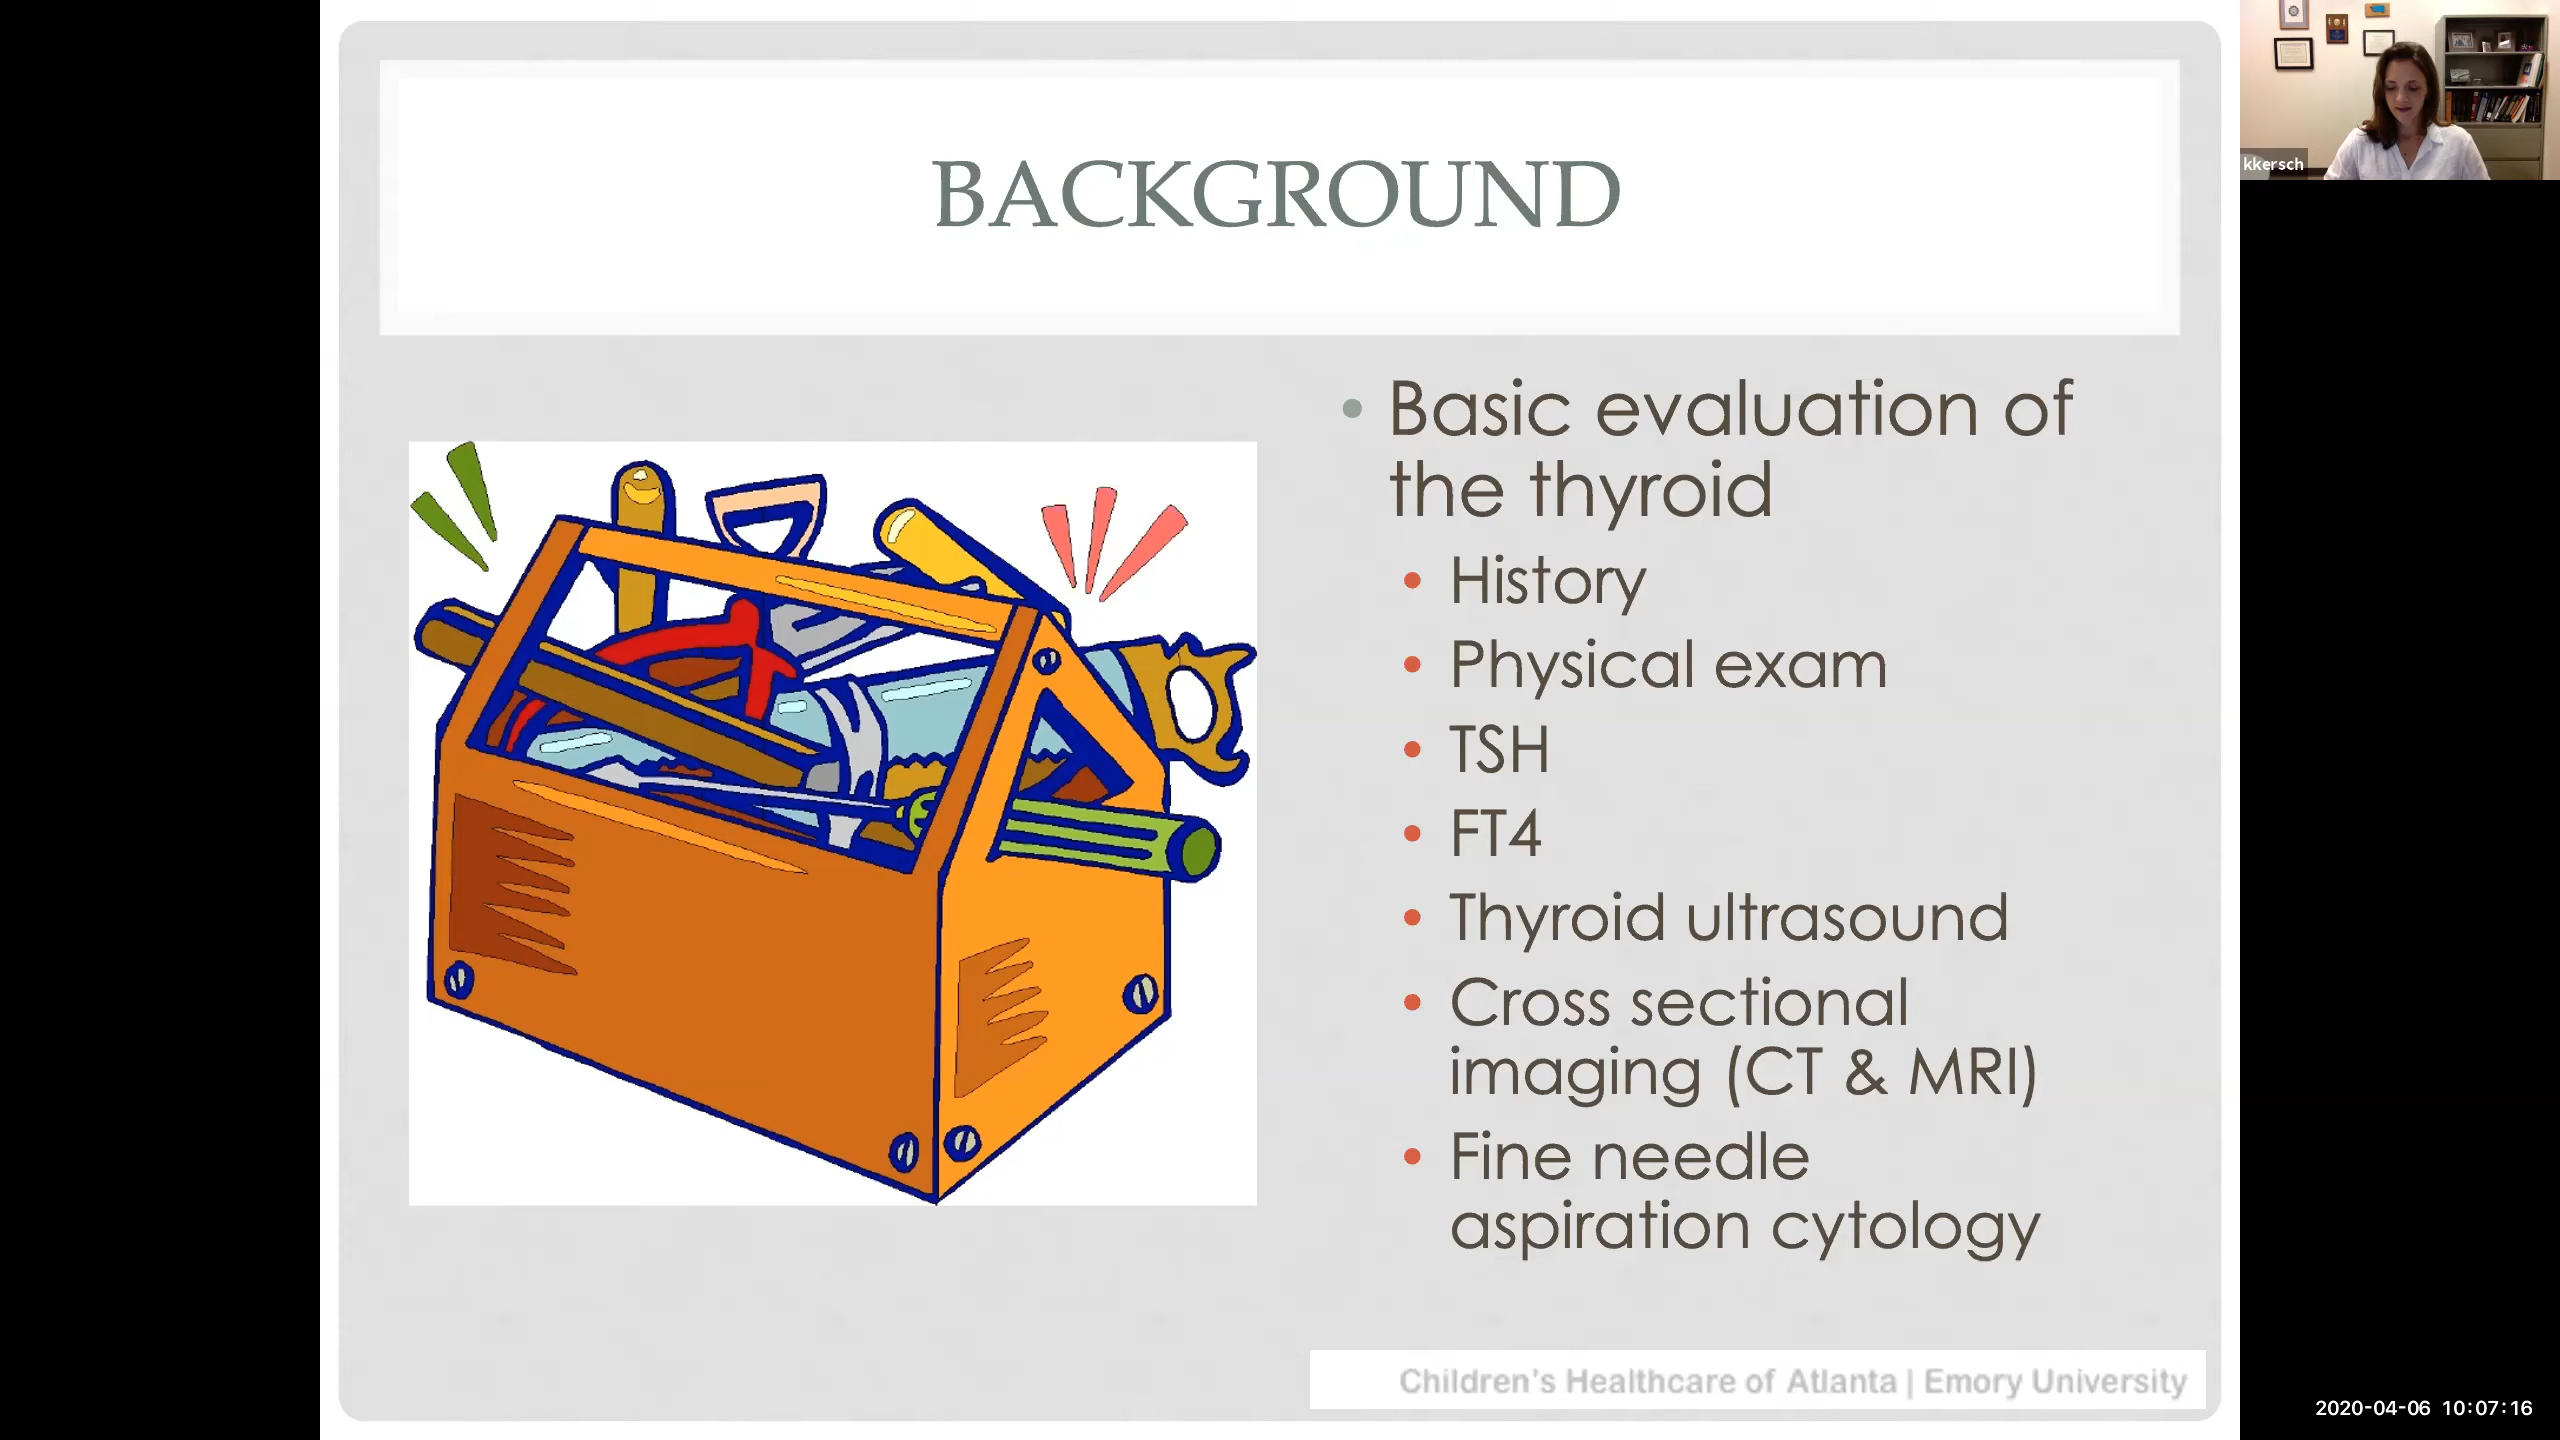 BACKGROUND
• Basic evaluation of
the thyroid
• History
• Physical exam
• TSH
• FT4
• Thyroid ultrasound
• Cross sectional
imaging (CT & MRI)
• Fine needle
aspiration cytology
Children's Healthcare of Atlanta | Emory University
kkersch
2020-04-06 10:07:16